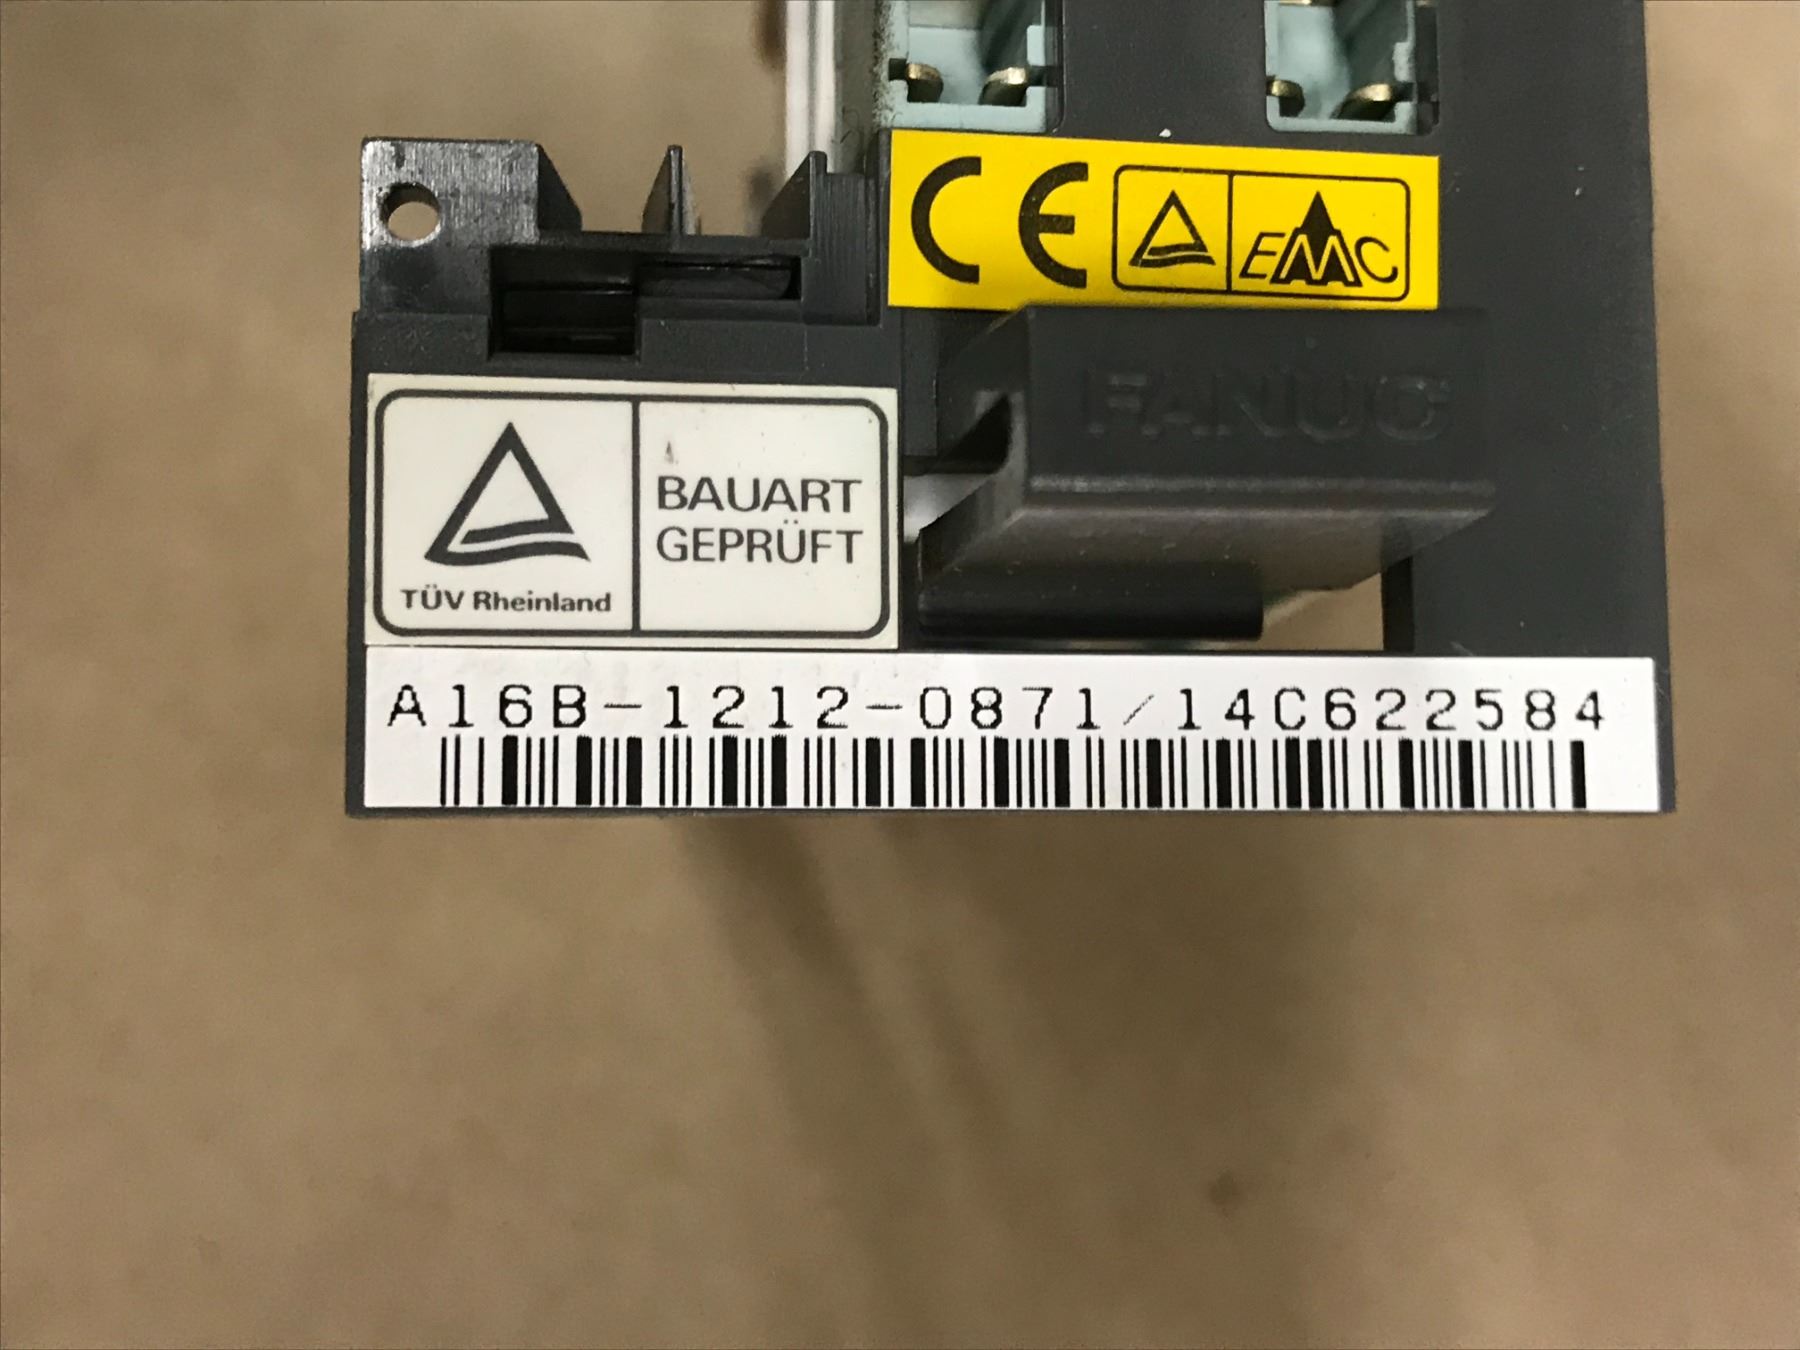 CE EMC
FANUC
BAUART
GEPRÜFT
TÜV Rheinland
A16B-1212-0871/14C622584